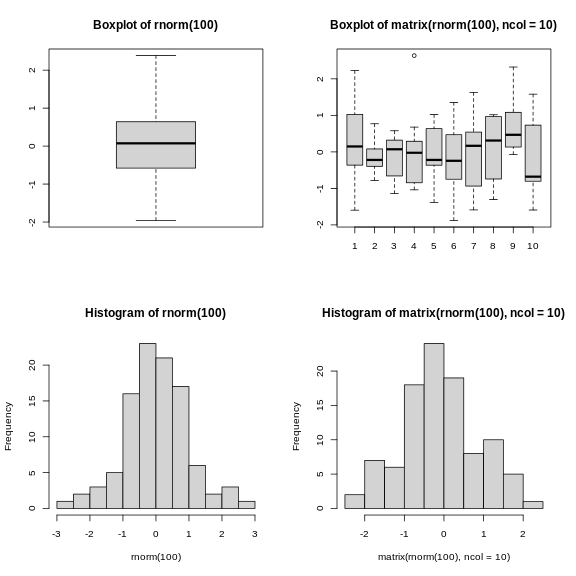 Boxplot of rnorm(100)
2
1
0
-1
-2
Boxplot of matrix(rnorm(100), ncol = 10)
2
1
0
-1
-2
1 2 3 4 5 6 7 8 9 10
Histogram of rnorm(100)
Frequency
20
15
10
5
0
-3 -2 -1 0 1 2 3
rnorm(100)
Histogram of matrix(rnorm(100), ncol = 10)
Frequency
20
15
10
5
0
-2 -1 0 1 2
matrix(rnorm(100), ncol = 10)